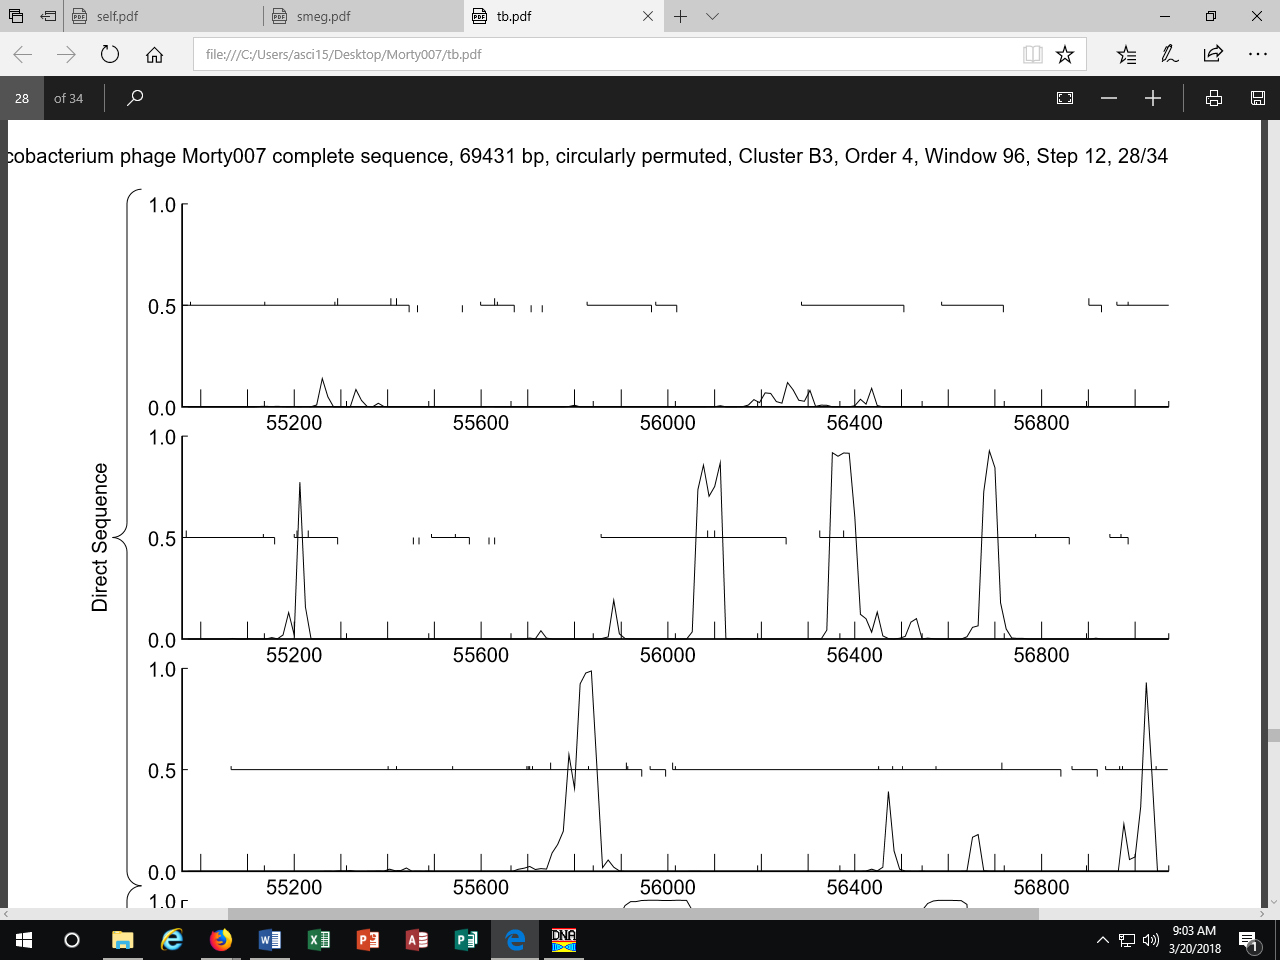 self.pdf
smeg.pdf
tb.pdf
file:///C:/Users/asci15/Desktop/Morty007/tb.pdf
28 of 34
cobacterium phage Morty007 complete sequence, 69431 bp, circularly permuted, Cluster B3, Order 4, Window 96, Step 12, 28/34
1.0
0.5
0.0
55200 55600 56000 56400 56800
1.0
Direct Sequence
0.5
0.0
55200 55600 56000 56400 56800
1.0
0.5
0.0
55200 55600 56000 56400 56800
1.0
DNA
9:03 AM
3/20/2018
1